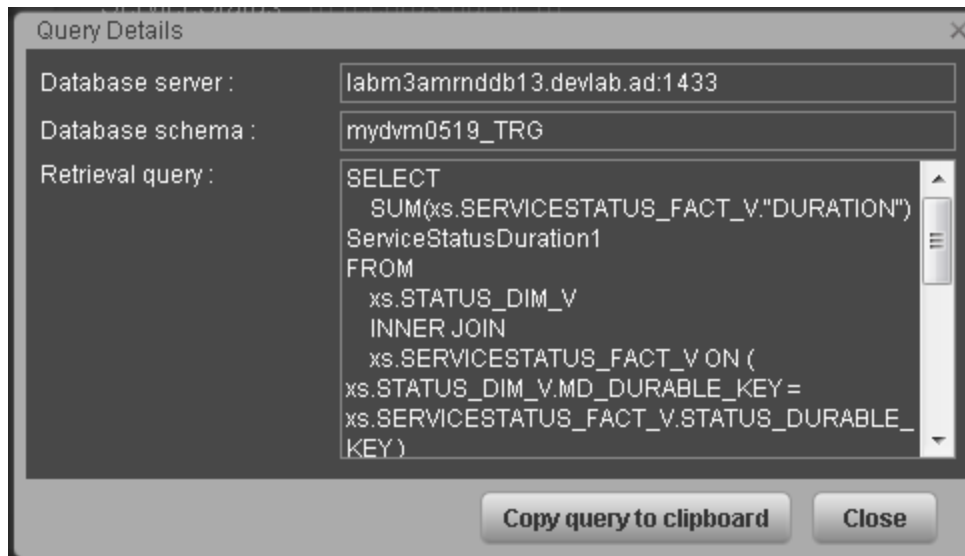 Query Details
Database server :
labm3amrnddb13.devlab.ad:1433
Database schema :
mydvm0519_TRG
Retrieval query :
SELECT
SUM(xs.SERVICESTATUS_FACT_V."DURATION")
ServiceStatusDuration1
FROM
xs.STATUS_DIM_V
INNER JOIN
xs.SERVICESTATUS_FACT_V ON (
xs.STATUS_DIM_V.MD_DURABLE_KEY =
xs.SERVICESTATUS_FACT_V.STATUS_DURABLE_
KEY )
Copy query to clipboard
Close